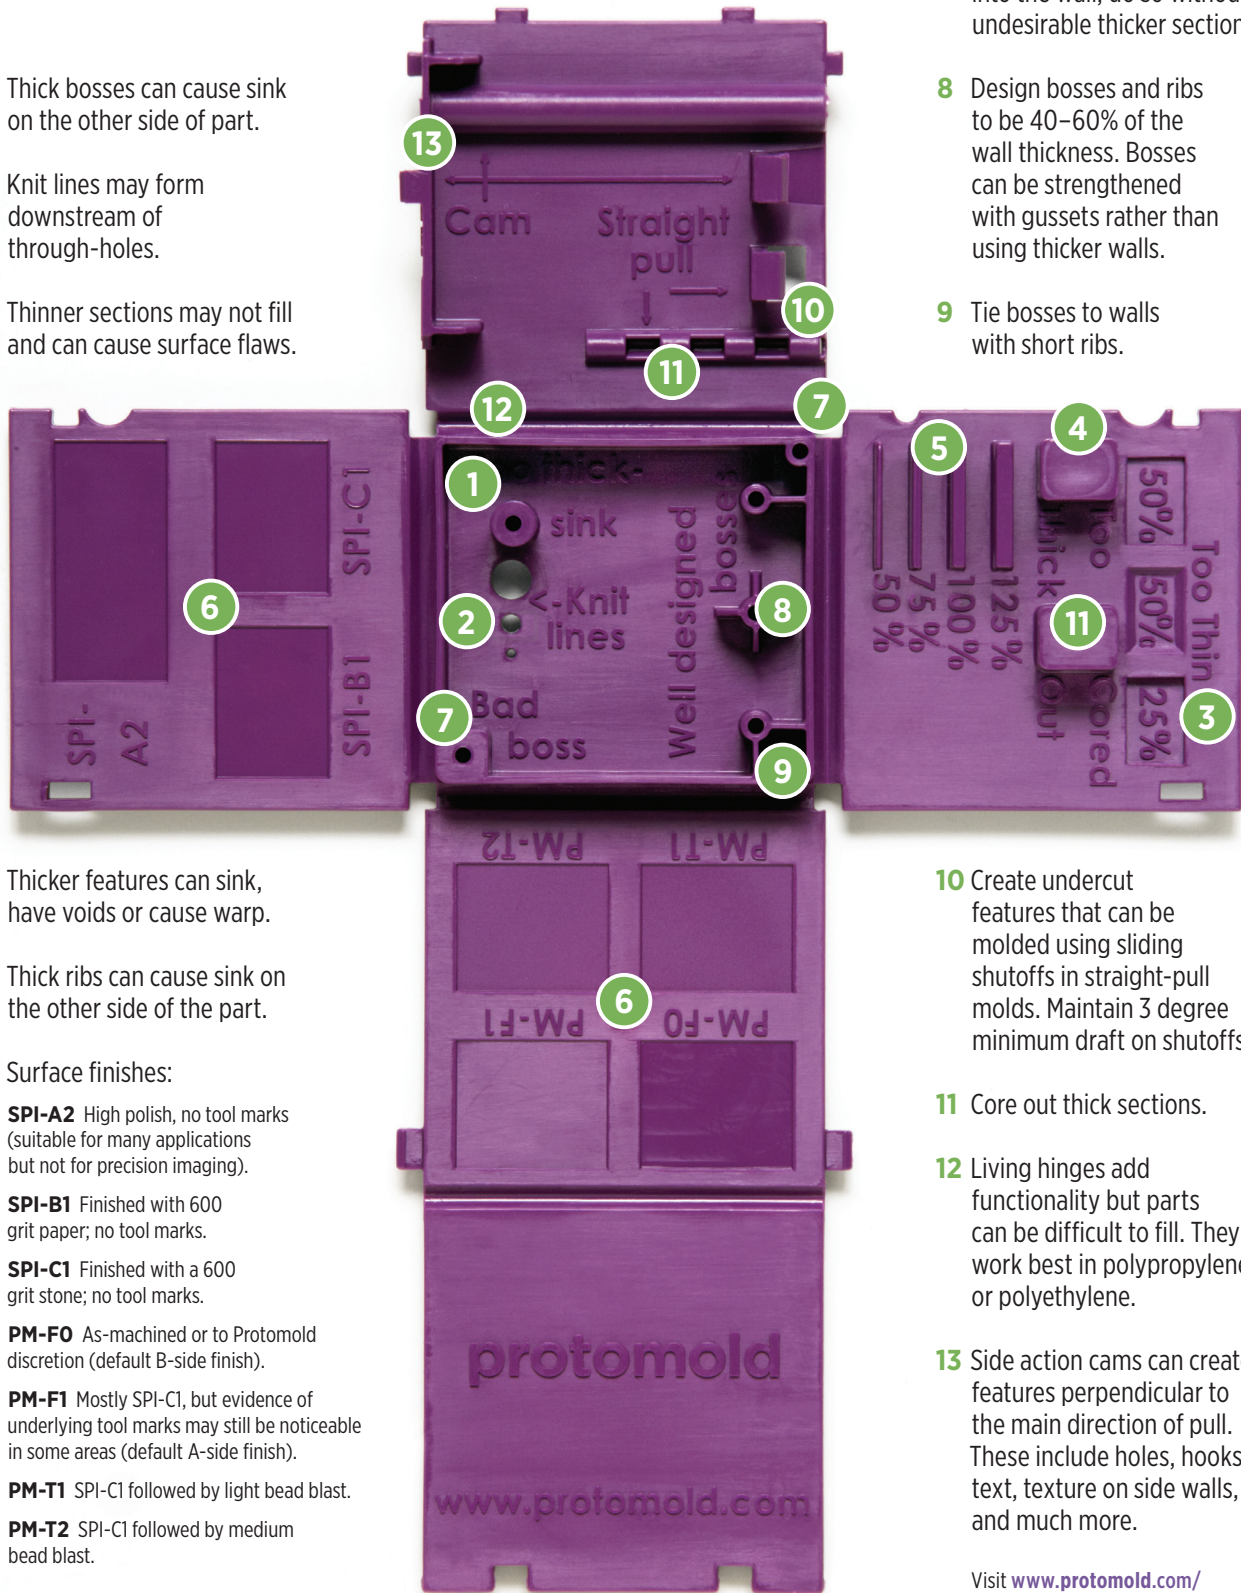 Thick bosses can cause sink
on the other side of part.
Knit lines may form
downstream of
through-holes.
Thinner sections may not fill
and can cause surface flaws.
undesirable thicker section
8 Design bosses and ribs
to be 40–60% of the
wall thickness. Bosses
can be strengthened
with gussets rather than
using thicker walls.
9 Tie bosses to walls
with short ribs.
13
Cam
Straight
pull
10
11
12
7
6
SPI-
A2
SPI-C1
SPI-B1
1
thick-
sink
2
<-Knit
lines
7
Bad
boss
Well designed
bosses
8
9
5
4
50%
75%
100%
125%
Too
Thick
11
Cored
Out
50%
50%
25%
Too Thin
3
PM-T2
PM-T1
6
PM-F1
PM-F0
protomold
www.protomold.com
Thicker features can sink,
have voids or cause warp.
Thick ribs can cause sink on
the other side of the part.
Surface finishes:
SPI-A2 High polish, no tool marks
(suitable for many applications
but not for precision imaging).
SPI-B1 Finished with 600
grit paper; no tool marks.
SPI-C1 Finished with a 600
grit stone; no tool marks.
PM-F0 As-machined or to Protomold
discretion (default B-side finish).
PM-F1 Mostly SPI-C1, but evidence of
underlying tool marks may still be noticeable
in some areas (default A-side finish).
PM-T1 SPI-C1 followed by light bead blast.
PM-T2 SPI-C1 followed by medium
bead blast.
10 Create undercut
features that can be
molded using sliding
shutoffs in straight-pull
molds. Maintain 3 degree
minimum draft on shutoffs
11 Core out thick sections.
12 Living hinges add
functionality but parts
can be difficult to fill. They
work best in polypropylene
or polyethylene.
13 Side action cams can create
features perpendicular to
the main direction of pull.
These include holes, hooks
text, texture on side walls,
and much more.
Visit www.protomold.com/